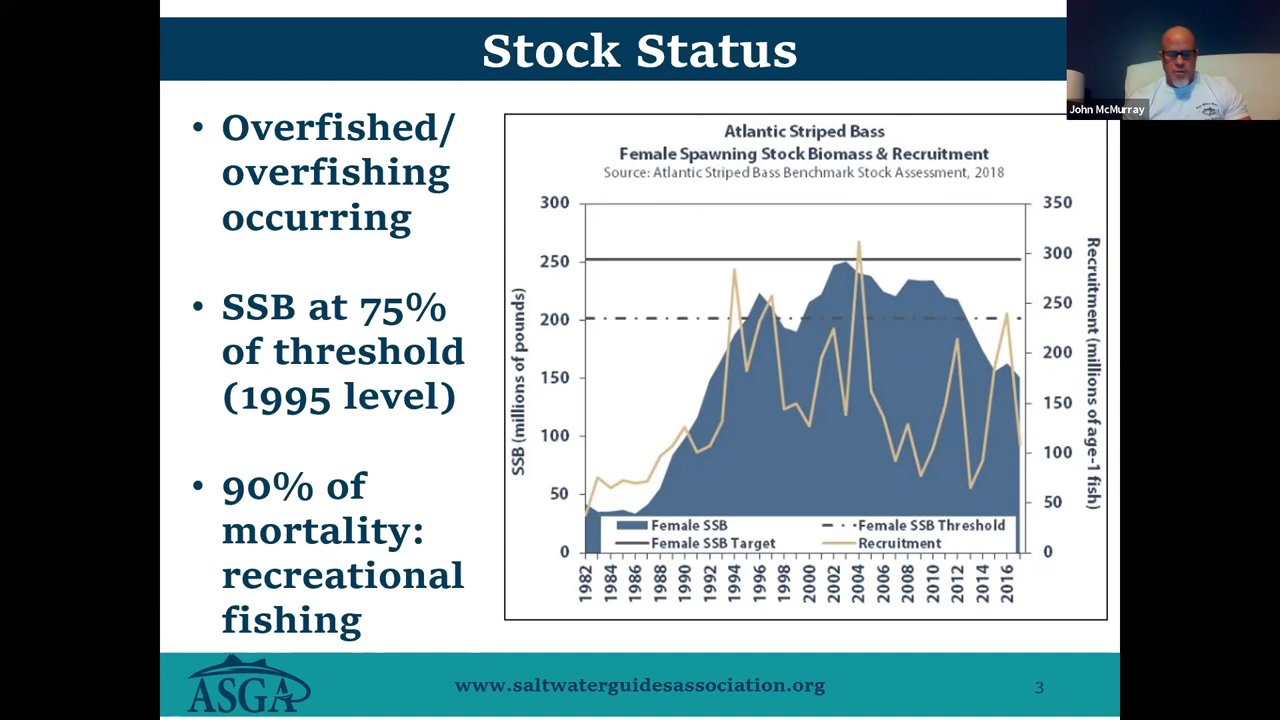 Stock Status
John McMurray
• Overfished/
overfishing
occurring
• SSB at 75%
of threshold
(1995 level)
• 90% of
mortality:
recreational
fishing
Atlantic Striped Bass
Female Spawning Stock Biomass & Recruitment
Source: Atlantic Striped Bass Benchmark Stock Assessment, 2018
SSB (millions of pounds)
300
250
200
150
100
50
0
350
300
250
200
150
100
50
0
Recruitment (millions of age-1 fish)
Female SSB
Female SSB Threshold
Female SSB Target
Recruitment
1982 1984 1986 1988 1990 1992 1994 1996 1998 2000 2002 2004 2006 2008 2010 2012 2014 2016
ASGA
www.saltwaterguidesassociation.org
3